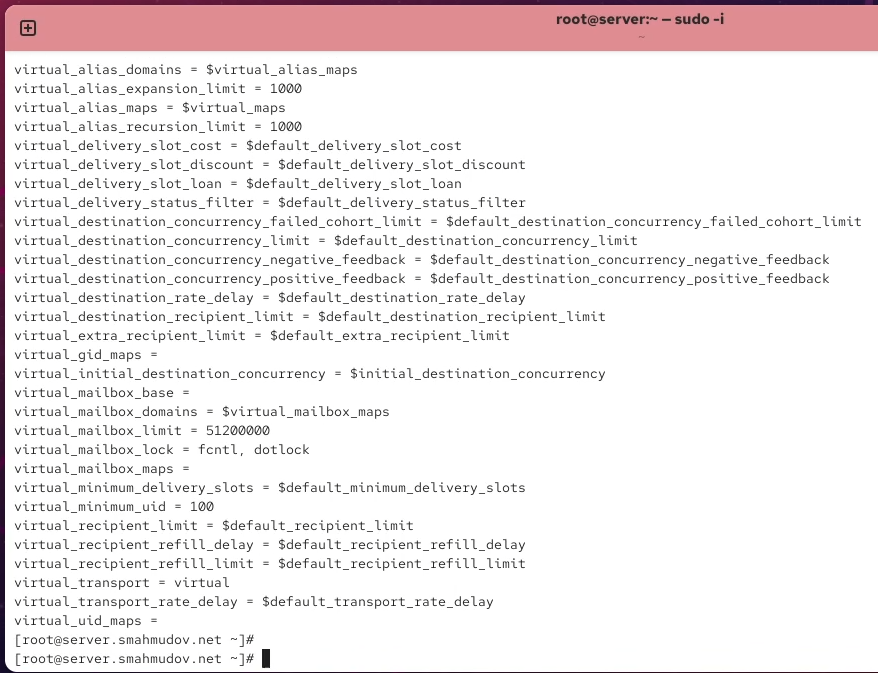 root@server:~ — sudo -i
~
virtual_alias_domains = $virtual_alias_maps
virtual_alias_expansion_limit = 1000
virtual_alias_maps = $virtual_maps
virtual_alias_recursion_limit = 1000
virtual_delivery_slot_cost = $default_delivery_slot_cost
virtual_delivery_slot_discount = $default_delivery_slot_discount
virtual_delivery_slot_loan = $default_delivery_slot_loan
virtual_delivery_status_filter = $default_delivery_status_filter
virtual_destination_concurrency_failed_cohort_limit = $default_destination_concurrency_failed_cohort_limit
virtual_destination_concurrency_limit = $default_destination_concurrency_limit
virtual_destination_concurrency_negative_feedback = $default_destination_concurrency_negative_feedback
virtual_destination_concurrency_positive_feedback = $default_destination_concurrency_positive_feedback
virtual_destination_rate_delay = $default_destination_rate_delay
virtual_destination_recipient_limit = $default_destination_recipient_limit
virtual_extra_recipient_limit = $default_extra_recipient_limit
virtual_gid_maps =
virtual_initial_destination_concurrency = $initial_destination_concurrency
virtual_mailbox_base =
virtual_mailbox_domains = $virtual_mailbox_maps
virtual_mailbox_limit = 51200000
virtual_mailbox_lock = fcntl, dotlock
virtual_mailbox_maps =
virtual_minimum_delivery_slots = $default_minimum_delivery_slots
virtual_minimum_uid = 100
virtual_recipient_limit = $default_recipient_limit
virtual_recipient_refill_delay = $default_recipient_refill_delay
virtual_recipient_refill_limit = $default_recipient_refill_limit
virtual_transport = virtual
virtual_transport_rate_delay = $default_transport_rate_delay
virtual_uid_maps =
[root@server.smahmudov.net ~]#
[root@server.smahmudov.net ~]#